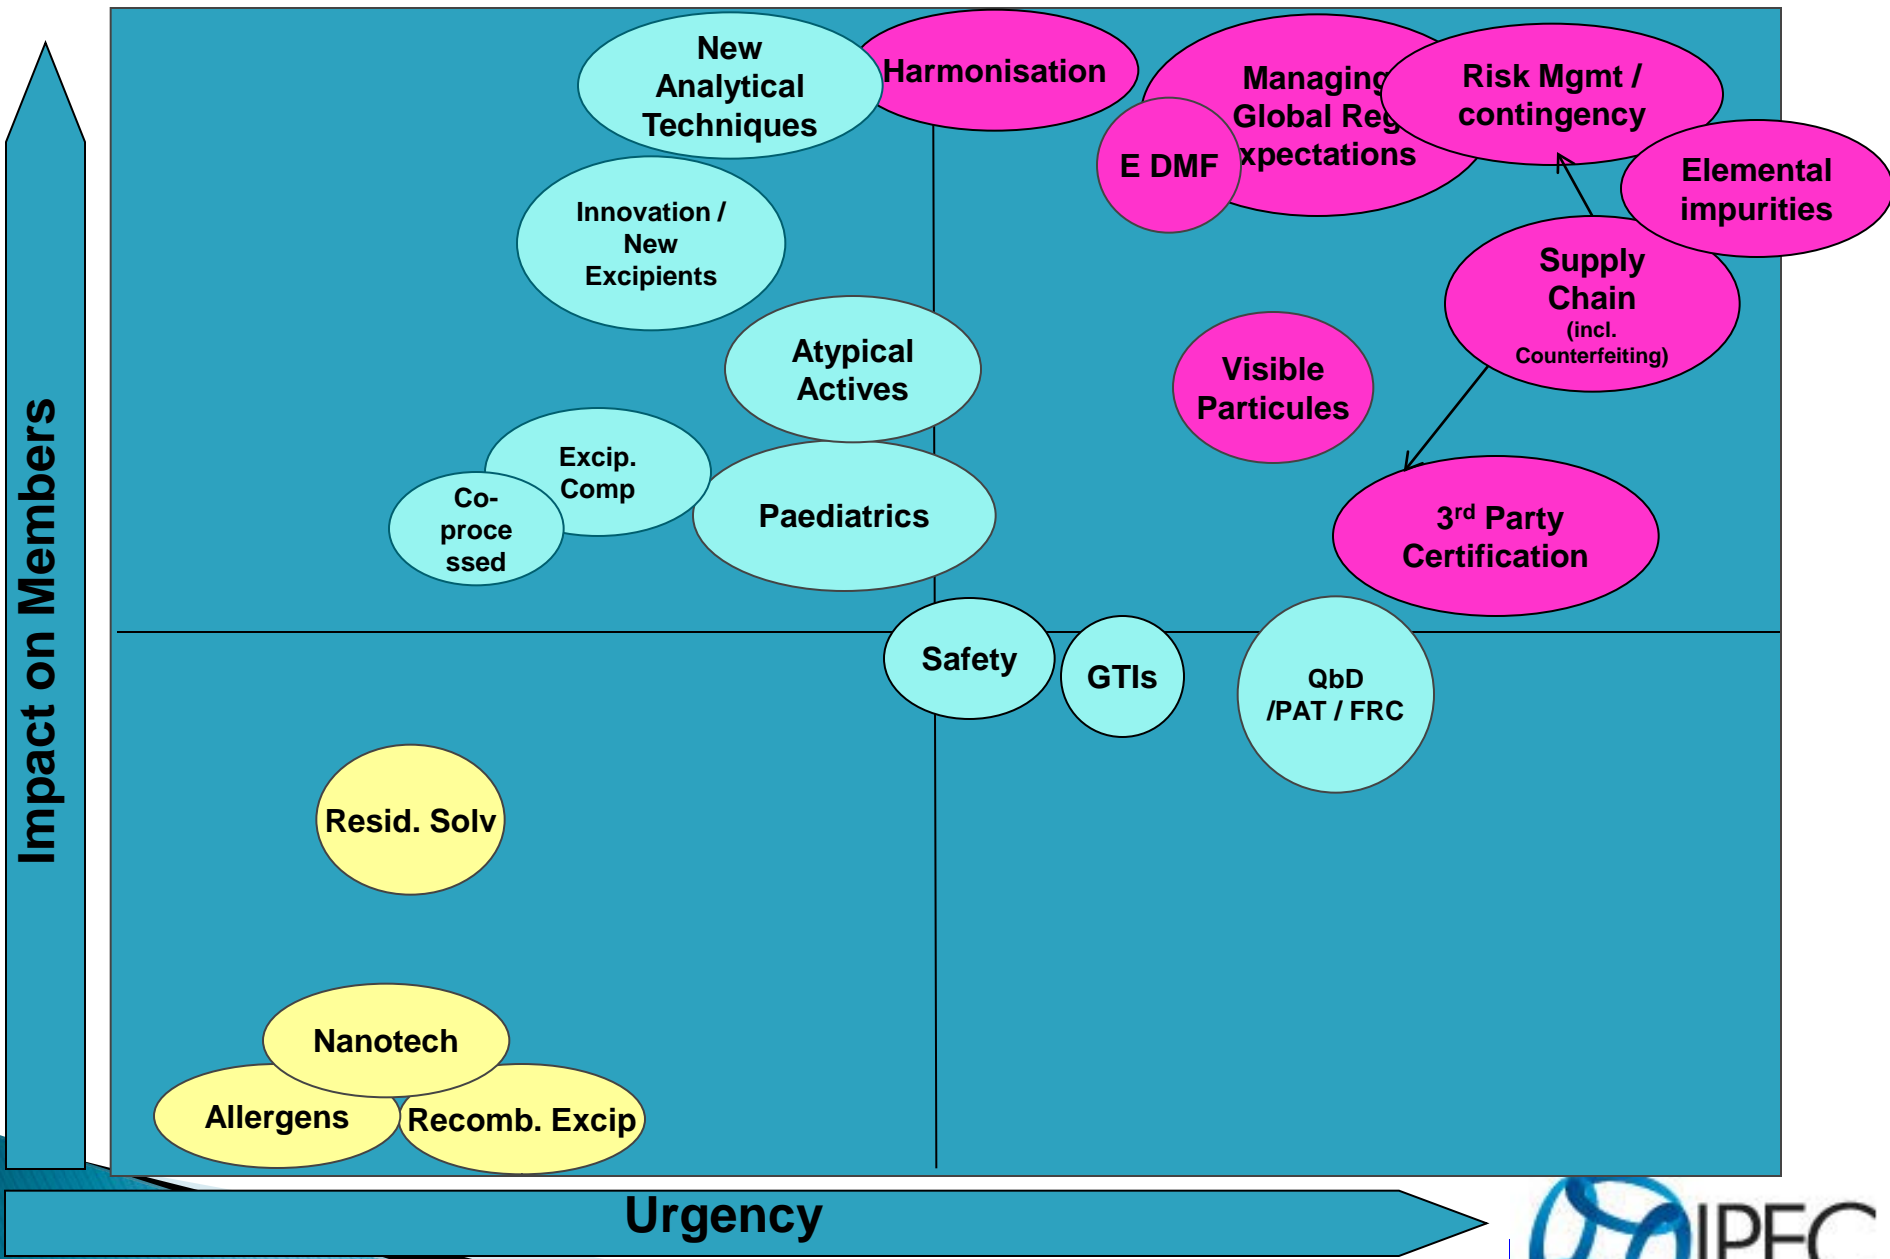 New
Analytical
Techniques
Harmonisation
Managing
Global Reg
xpectations
Risk Mgmt /
contingency
E DMF
Elemental
impurities
Innovation /
New
Excipients
Supply
Chain
(incl.
Counterfeiting)
Atypical
Actives
Visible
Particules
Excip.
Comp
Co-
proce
ssed
Paediatrics
3rd Party
Certification
Safety
GTIs
QbD
/PAT / FRC
Resid. Solv
Nanotech
Allergens
Recomb. Excip
Impact on Members
Urgency
IPEC